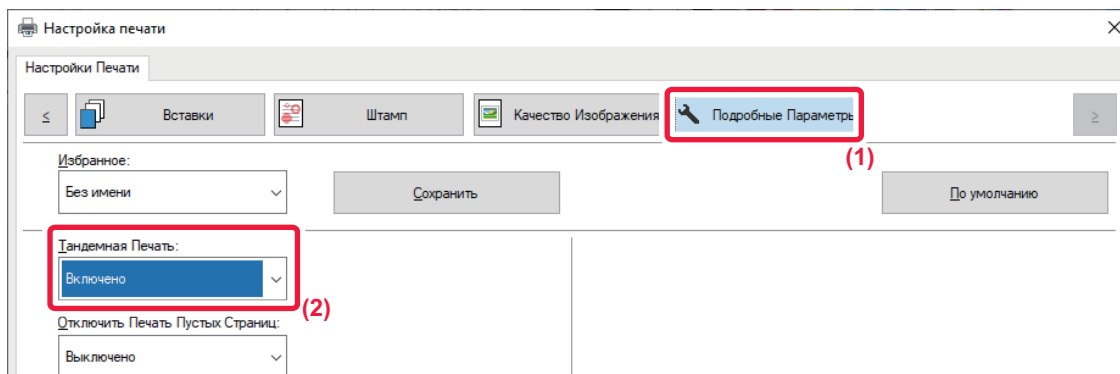 Настройка печати
Настройки Печати
< Вставки Штамп Качество Изображения Подробные Параметры >
(1)
Избранное:
Без имени Сохранить По умолчанию
Тандемная Печать:
Включено
(2)
Отключить Печать Пустых Страниц:
Выключено